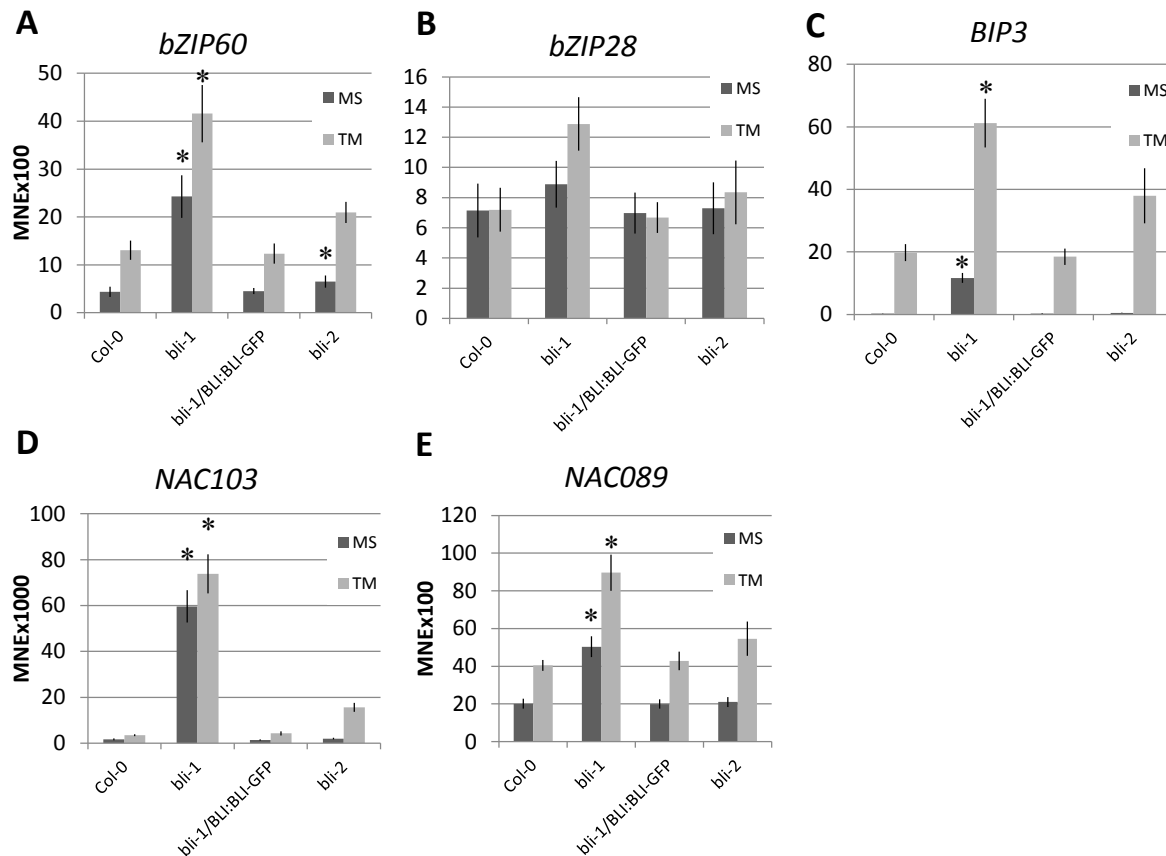 A
bZIP60
MNEx100
50
40
30
20
10
0
*
*
*
MS
TM
Col-0
bli-1
bli-1/BLI:BLI-GFP
bli-2
B
bZIP28
16
14
12
10
8
6
4
2
0
MS
TM
Col-0
bli-1
bli-1/BLI:BLI-GFP
bli-2
C
BIP3
80
60
40
20
0
*
*
MS
TM
Col-0
bli-1
bli-1/BLI:BLI-GFP
bli-2
D
NAC103
MNEx1000
100
80
60
40
20
0
*
*
MS
TM
Col-0
bli-1
bli-1/BLI:BLI-GFP
bli-2
E
NAC089
MNEx100
120
100
80
60
40
20
0
*
*
MS
TM
Col-0
bli-1
bli-1/BLI:BLI-GFP
bli-2